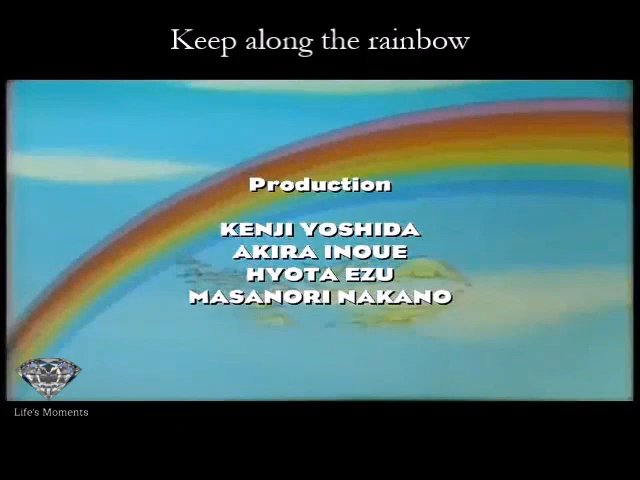 Keep along the rainbow
Production
KENJI YOSHIDA
AKIRA INOUE
HYOTA EZU
MASANORI NAKANO
Life's Moments